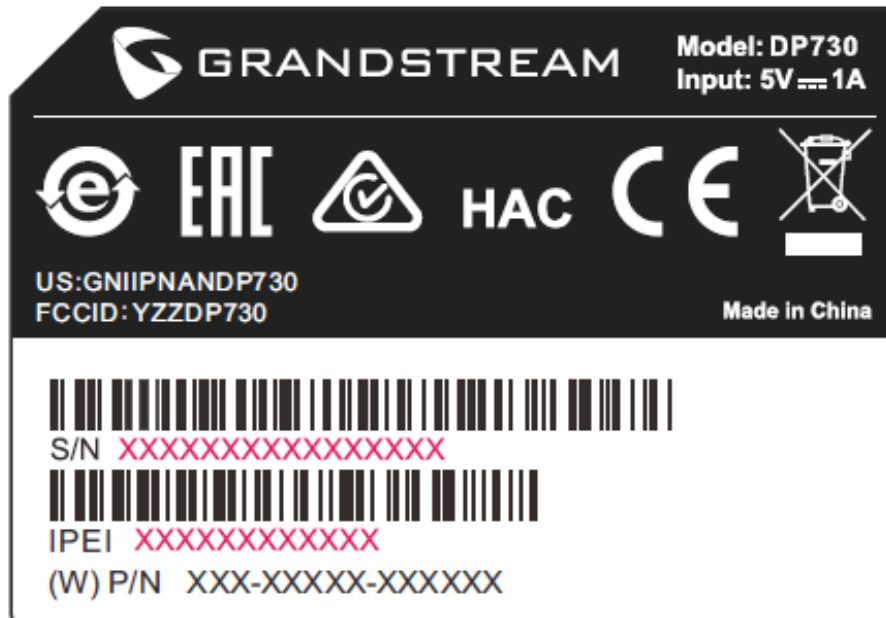 GRANDSTREAM
Model: DP730
Input: 5V⎓1A
e
EAC
HAC
CE
US:GNIIPNANDP730
FCCID:YZZDP730
Made in China
S/N XXXXXXXXXXXXXXXX
IPEI XXXXXXXXXXXX
(W) P/N XXX-XXXXX-XXXXXX